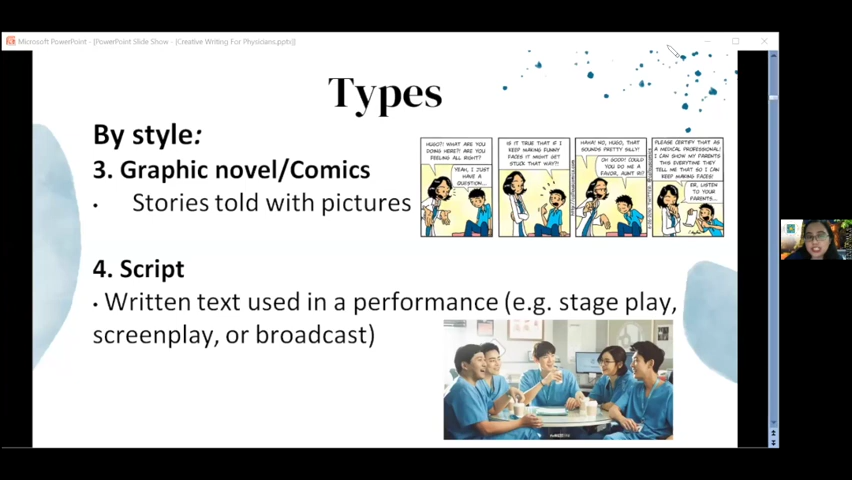 Microsoft PowerPoint - [PowerPoint Slide Show - [Creative Writing For Physicians.pptx]]
Types
By style:
3. Graphic novel/Comics
• Stories told with pictures
HUGO?! WHAT ARE YOU
DOING HERE?! ARE YOU
FEELING ALL RIGHT?
YEAH, I JUST
HAVE A
QUESTION...
IS IT TRUE THAT IF I
KEEP MAKING FUNNY
FACES IT MIGHT GET
STUCK THAT WAY?!
HAHA! NO, HUGO, THAT
SOUNDS PRETTY SILLY!
OH GOOD! COULD
YOU DO ME A
FAVOR, AUNT
PLEASE CERTIFY THAT AS
A MEDICAL PROFESSIONAL!
I CAN SHOW MY PARENTS
THIS EVERYTIME THEY
TELL ME THAT SO I CAN
KEEP MAKING FACES!
ER, LISTEN
TO YOUR
PARENTS...
4. Script
• Written text used in a performance (e.g. stage play,
screenplay, or broadcast)